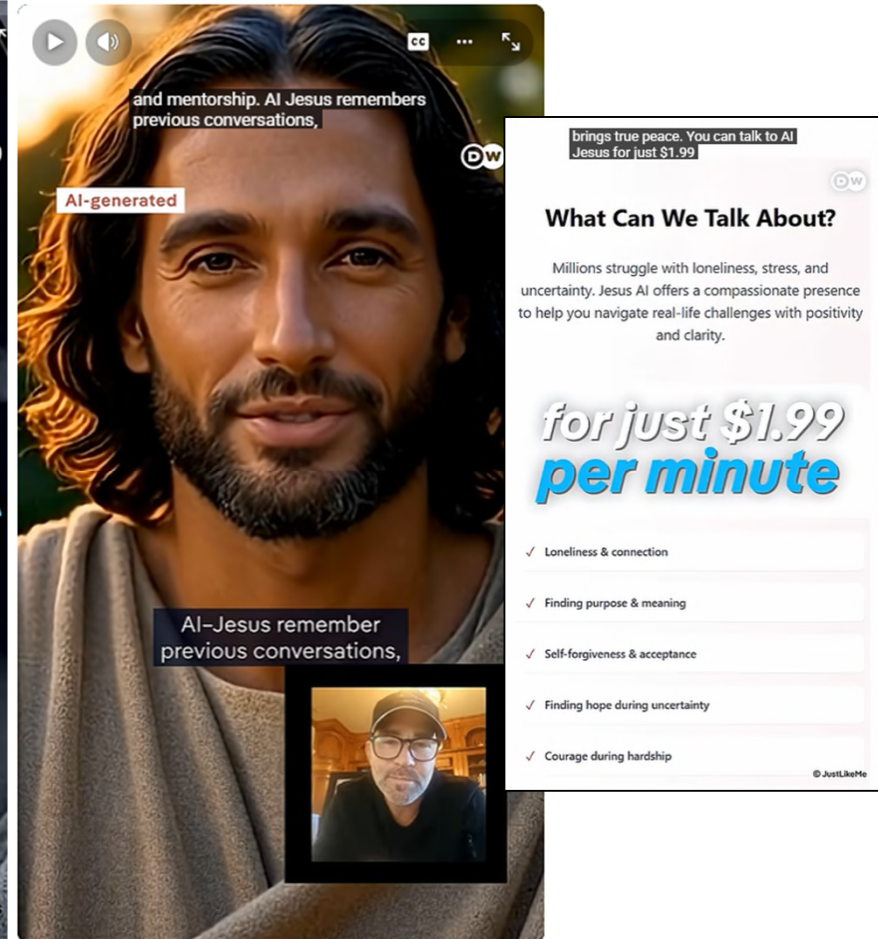 CC
and mentorship. AI Jesus remembers
previous conversations,
DW
AI-generated
AI-Jesus remember
previous conversations,
brings true peace. You can talk to AI
Jesus for just $1.99
DW
What Can We Talk About?
Millions struggle with loneliness, stress, and
uncertainty. Jesus AI offers a compassionate presence
to help you navigate real-life challenges with positivity
and clarity.
for just $1.99
per minute
✓ Loneliness & connection
✓ Finding purpose & meaning
✓ Self-forgiveness & acceptance
✓ Finding hope during uncertainty
✓ Courage during hardship
© JustLikeMe